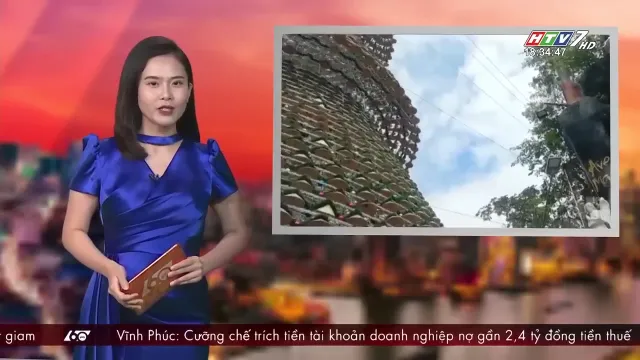 HTV7 HD
18:34:47
giam
60
Vĩnh Phúc: Cưỡng chế trích tiền tài khoản doanh nghiệp nợ gần 2,4 tỷ đồng tiền thuế